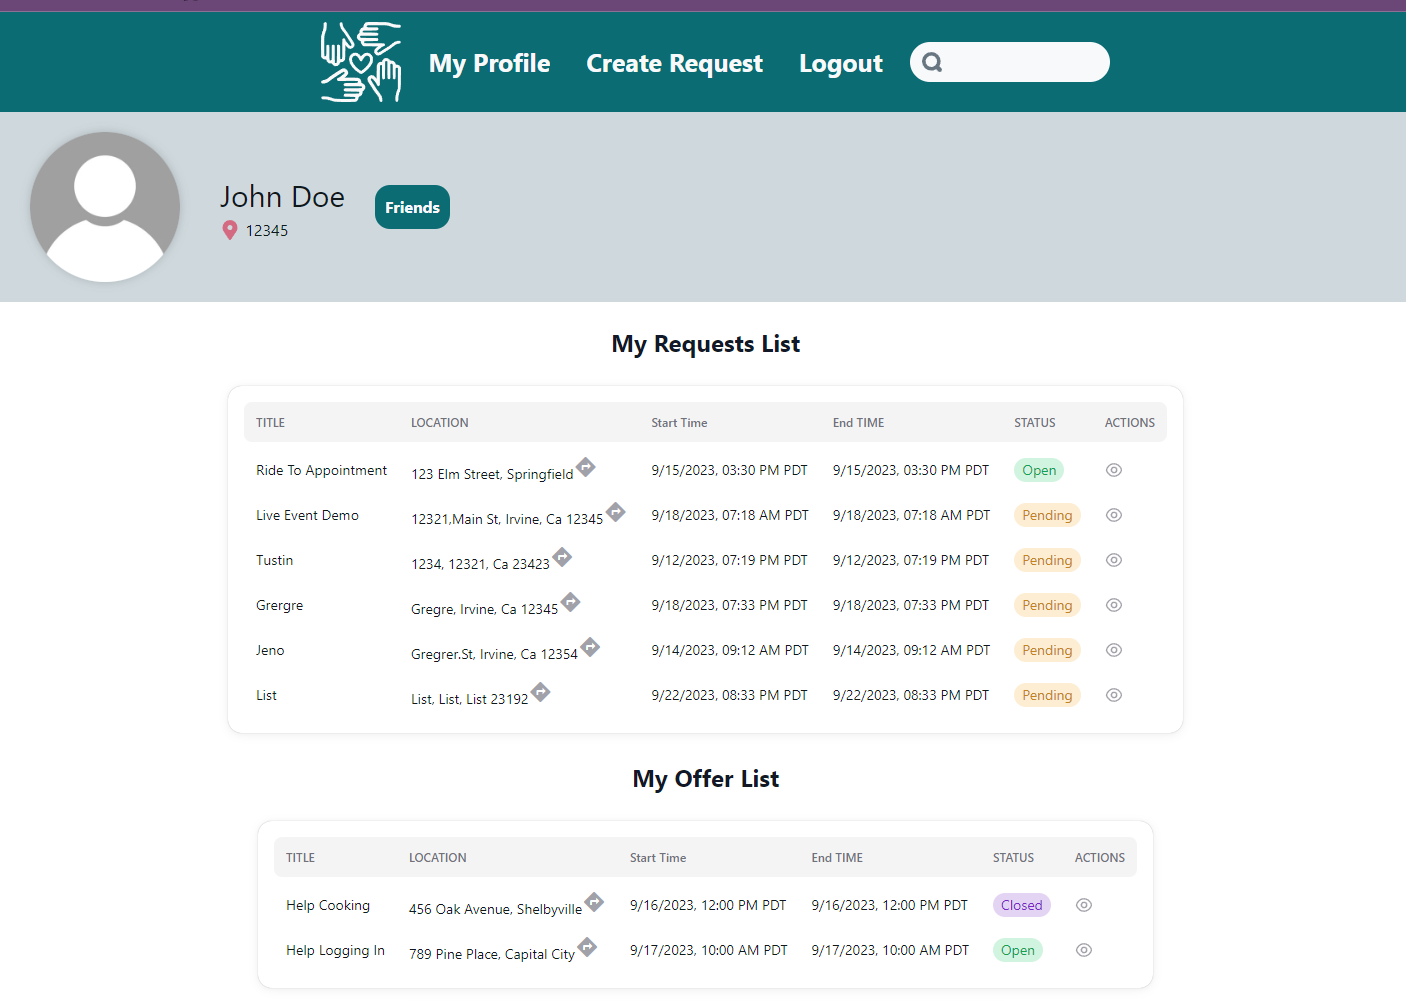 My Profile Create Request Logout
John Doe
12345
Friends
My Requests List
TITLE LOCATION Start Time End TIME STATUS ACTIONS
Ride To Appointment 123 Elm Street, Springfield 9/15/2023, 03:30 PM PDT 9/15/2023, 03:30 PM PDT Open
Live Event Demo 12321,Main St, Irvine, Ca 12345 9/18/2023, 07:18 AM PDT 9/18/2023, 07:18 AM PDT Pending
Tustin 1234, 12321, Ca 23423 9/12/2023, 07:19 PM PDT 9/12/2023, 07:19 PM PDT Pending
Grergre Gregre, Irvine, Ca 12345 9/18/2023, 07:33 PM PDT 9/18/2023, 07:33 PM PDT Pending
Jeno Gregrer.St, Irvine, Ca 12354 9/14/2023, 09:12 AM PDT 9/14/2023, 09:12 AM PDT Pending
List List, List, List 23192 9/22/2023, 08:33 PM PDT 9/22/2023, 08:33 PM PDT Pending
My Offer List
TITLE LOCATION Start Time End TIME STATUS ACTIONS
Help Cooking 456 Oak Avenue, Shelbyville 9/16/2023, 12:00 PM PDT 9/16/2023, 12:00 PM PDT Closed
Help Logging In 789 Pine Place, Capital City 9/17/2023, 10:00 AM PDT 9/17/2023, 10:00 AM PDT Open